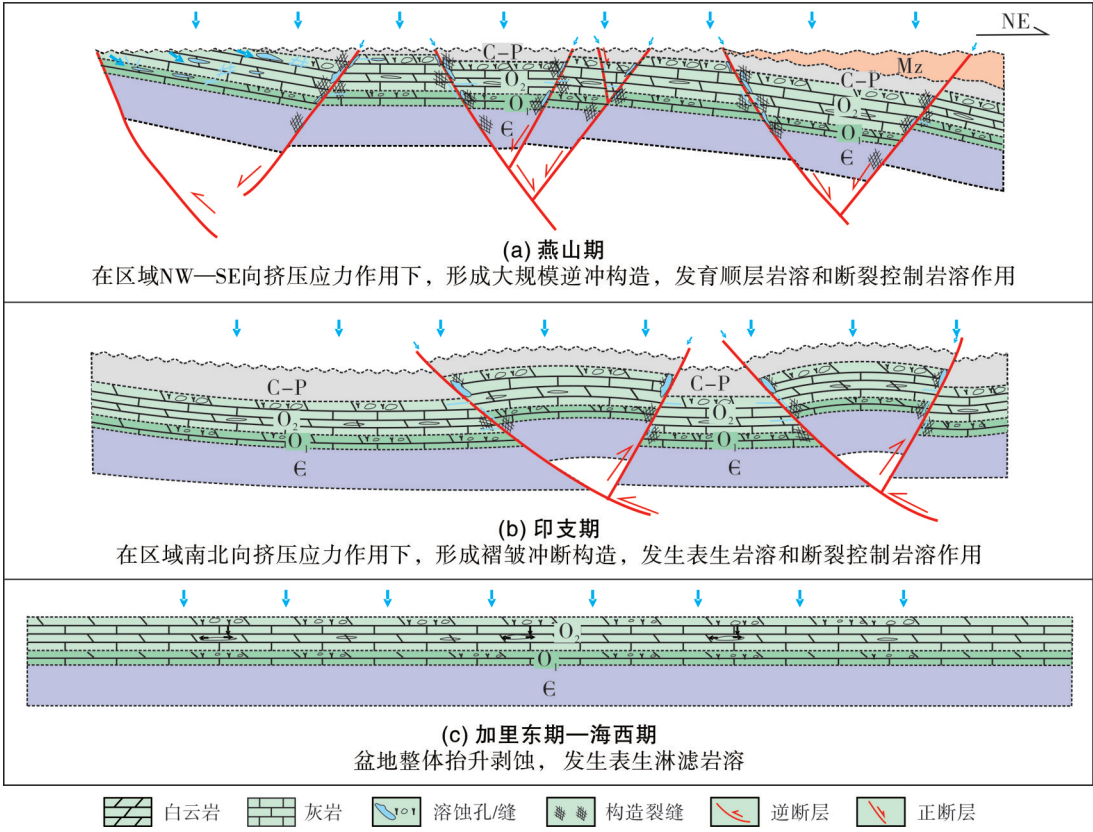 NE
C-P
Mz
C-P
O₂
O₂
O₁
O₁
Є
Є
(a) 燕山期
在区域NW—SE向挤压应力作用下，形成大规模逆冲构造，发育顺层岩溶和断裂控制岩溶作用
C-P
C-P
O₂
O₂
O₁
O₁
Є
Є
(b) 印支期
在区域南北向挤压应力作用下，形成褶皱冲断构造，发生表生岩溶和断裂控制岩溶作用
O₂
O₁
Є
(c) 加里东期—海西期
盆地整体抬升剥蚀， 发生表生淋滤岩溶
白云岩 灰岩 溶蚀孔/缝 构造裂缝 逆断层 正断层